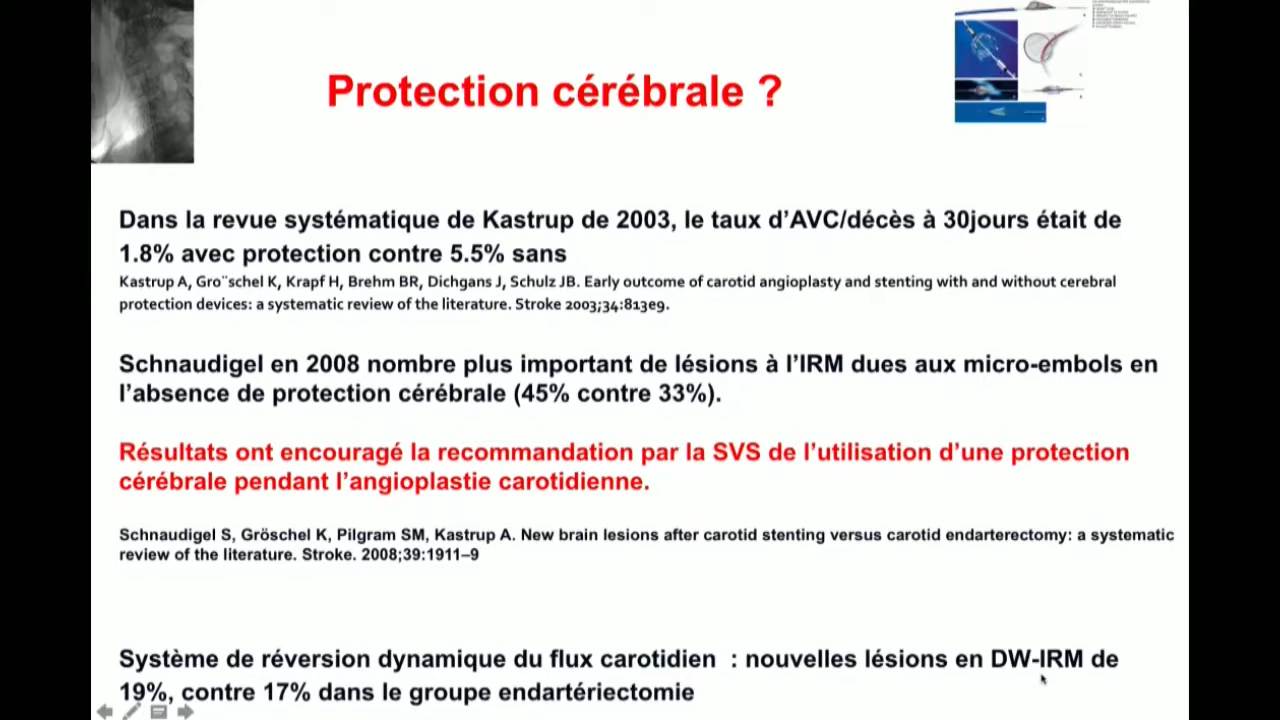 Protection cérébrale ?
Dans la revue systématique de Kastrup de 2003, le taux d’AVC/décès à 30jours était de
1.8% avec protection contre 5.5% sans
Kastrup A, Gro¨schel K, Krapf H, Brehm BR, Dichgans J, Schulz JB. Early outcome of carotid angioplasty and stenting with and without cerebral
protection devices: a systematic review of the literature. Stroke 2003;34:813e9.
Schnaudigel en 2008 nombre plus important de lésions à l’IRM dues aux micro-embols en
l’absence de protection cérébrale (45% contre 33%).
Résultats ont encouragé la recommandation par la SVS de l’utilisation d’une protection
cérébrale pendant l’angioplastie carotidienne.
Schnaudigel S, Gröschel K, Pilgram SM, Kastrup A. New brain lesions after carotid stenting versus carotid endarterectomy: a systematic
review of the literature. Stroke. 2008;39:1911–9
Système de réversion dynamique du flux carotidien : nouvelles lésions en DW-IRM de
19%, contre 17% dans le groupe endartériectomie